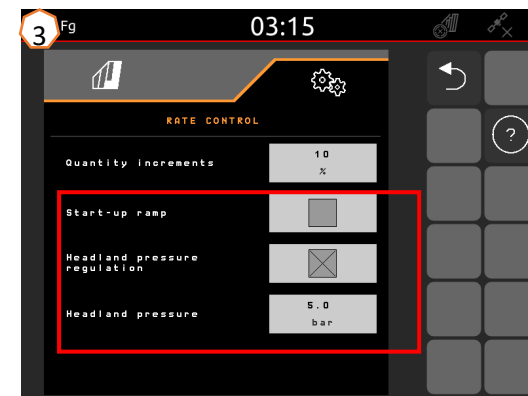 3
Fg
03:15
RATE CONTROL
Quantity increments
10
%
Start-up ramp
Headland pressure
regulation
Headland pressure
5.0
bar
?